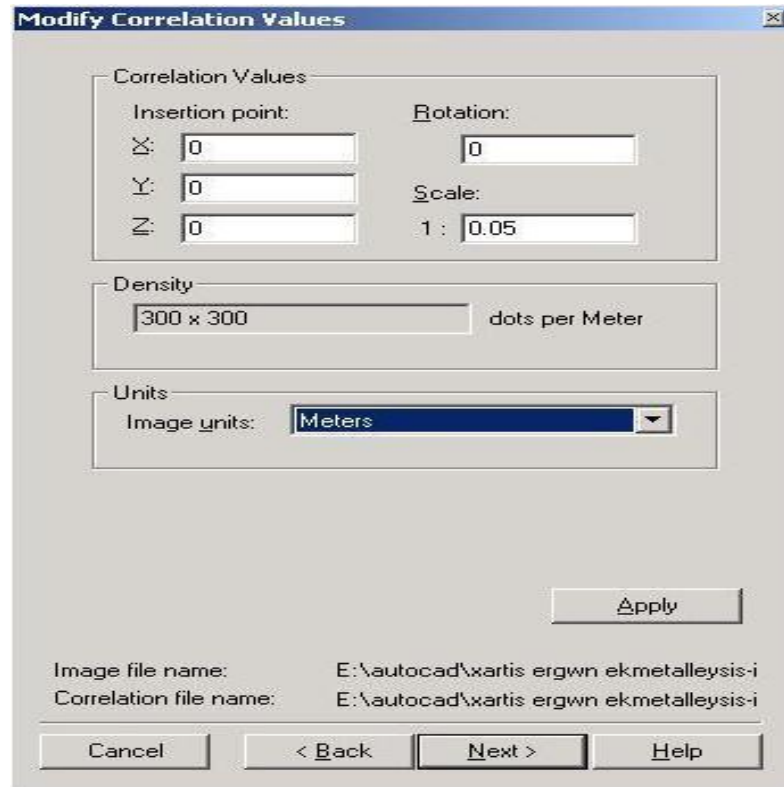 Modify Correlation Values
Correlation Values
Insertion point:
X: 0
Y: 0
Z: 0
Rotation:
0
Scale:
1 : 0.05
Density
300 x 300 dots per Meter
Units
Image units: Meters
Apply
Image file name: E:\autocad\xartis ergwn ekmetalleysis-i
Correlation file name: E:\autocad\xartis ergwn ekmetalleysis-i
Cancel < Back Next > Help